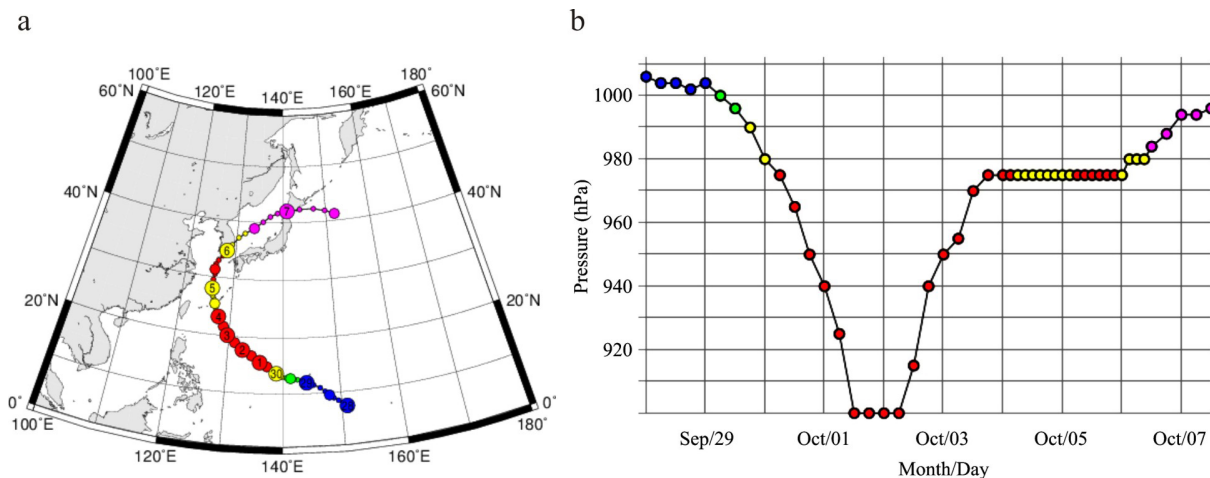 a
b
100°E
120°E
140°E
160°E
180°
60°N
60°N
40°N
40°N
20°N
20°N
0°
0°
100°E
120°E
140°E
160°E
180°
7
6
5
4
3
2
1
30
Pressure (hPa)
1000
980
960
940
920
Sep/29
Oct/01
Oct/03
Oct/05
Oct/07
Month/Day